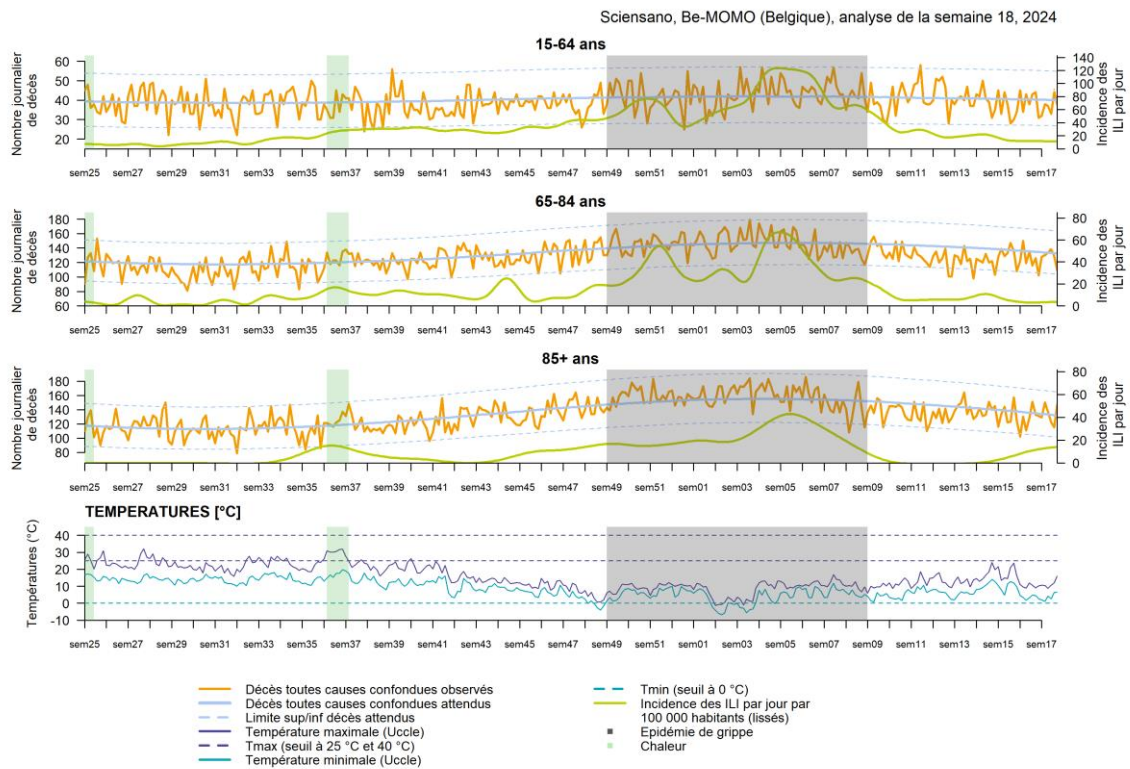 Sciensano, Be-MOMO (Belgique), analyse de la semaine 18, 2024
15-64 ans
Nombre journalier
de décès
60
50
40
30
20
140
120
100
80
60
40
20
0
Incidence des
ILI par jour
sem25 sem27 sem29 sem31 sem33 sem35 sem37 sem39 sem41 sem43 sem45 sem47 sem49 sem51 sem01 sem03 sem05 sem07 sem09 sem11 sem13 sem15 sem17
65-84 ans
Nombre journalier
de décès
180
160
140
120
100
80
60
80
60
40
20
0
Incidence des
ILI par jour
sem25 sem27 sem29 sem31 sem33 sem35 sem37 sem39 sem41 sem43 sem45 sem47 sem49 sem51 sem01 sem03 sem05 sem07 sem09 sem11 sem13 sem15 sem17
85+ ans
Nombre journalier
de décès
180
160
140
120
100
80
80
60
40
20
0
Incidence des
ILI par jour
sem25 sem27 sem29 sem31 sem33 sem35 sem37 sem39 sem41 sem43 sem45 sem47 sem49 sem51 sem01 sem03 sem05 sem07 sem09 sem11 sem13 sem15 sem17
TEMPERATURES [°C]
Températures (°C)
40
30
20
10
0
-10
sem25 sem27 sem29 sem31 sem33 sem35 sem37 sem39 sem41 sem43 sem45 sem47 sem49 sem51 sem01 sem03 sem05 sem07 sem09 sem11 sem13 sem15 sem17
Décès toutes causes confondues observés
Décès toutes causes confondues attendus
Limite sup/inf décès attendus
Température maximale (Uccle)
Tmax (seuil à 25 °C et 40 °C)
Température minimale (Uccle)
Tmin (seuil à 0 °C)
Incidence des ILI par jour par
100 000 habitants (lissés)
Epidémie de grippe
Chaleur